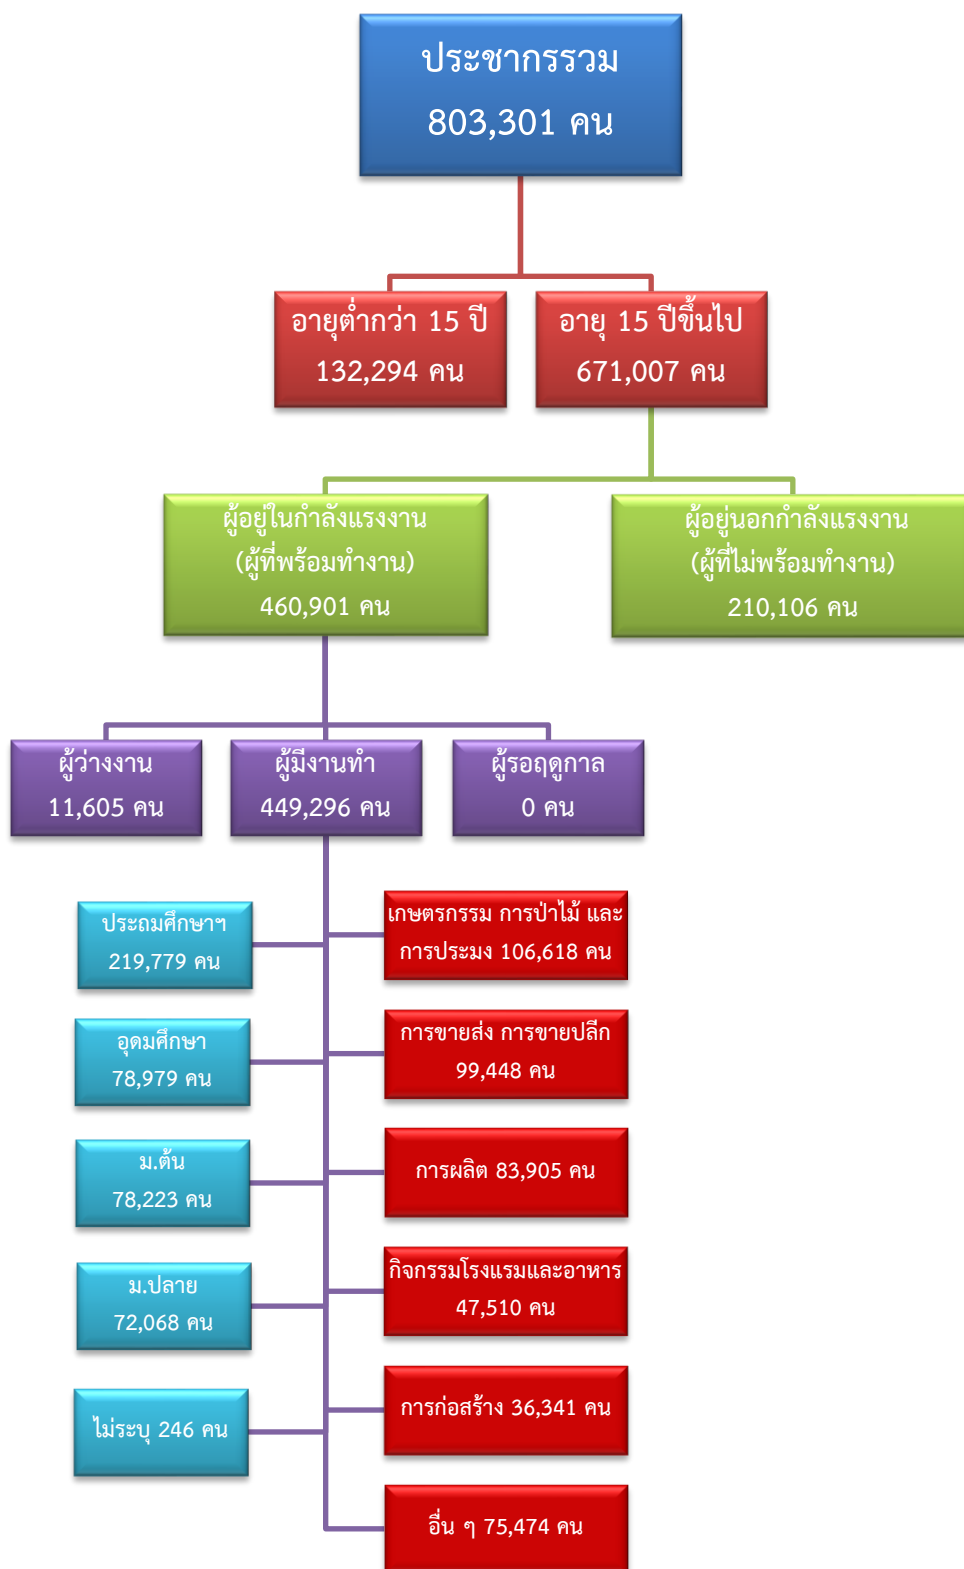 ประชากรรวม
803,301 คน
อายุต่ำกว่า 15 ปี
132,294 คน
อายุ 15 ปีขึ้นไป
671,007 คน
ผู้อยู่ในกำลังแรงงาน
(ผู้ที่พร้อมทำงาน)
460,901 คน
ผู้อยู่นอกกำลังแรงงาน
(ผู้ที่ไม่พร้อมทำงาน)
210,106 คน
ผู้ว่างงาน
11,605 คน
ผู้มีงานทำ
449,296 คน
ผู้รอฤดูกาล
0 คน
ประถมศึกษาฯ
219,779 คน
อุดมศึกษา
78,979 คน
ม.ต้น
78,223 คน
ม.ปลาย
72,068 คน
ไม่ระบุ 246 คน
เกษตรกรรม การป่าไม้ และ
การประมง 106,618 คน
การขายส่ง การขายปลีก
99,448 คน
การผลิต 83,905 คน
กิจกรรมโรงแรมและอาหาร
47,510 คน
การก่อสร้าง 36,341 คน
อื่น ๆ 75,474 คน